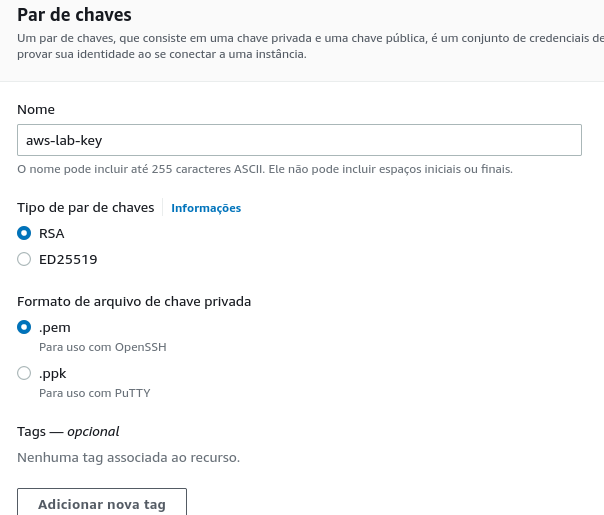 Par de chaves
Um par de chaves, que consiste em uma chave privada e uma chave pública, é um conjunto de credenciais de
provar sua identidade ao se conectar a uma instância.
Nome
aws-lab-key
O nome pode incluir até 255 caracteres ASCII. Ele não pode incluir espaços iniciais ou finais.
Tipo de par de chaves Informações
RSA
ED25519
Formato de arquivo de chave privada
.pem
Para uso com OpenSSH
.ppk
Para uso com PuTTY
Tags — opcional
Nenhuma tag associada ao recurso.
Adicionar nova tag